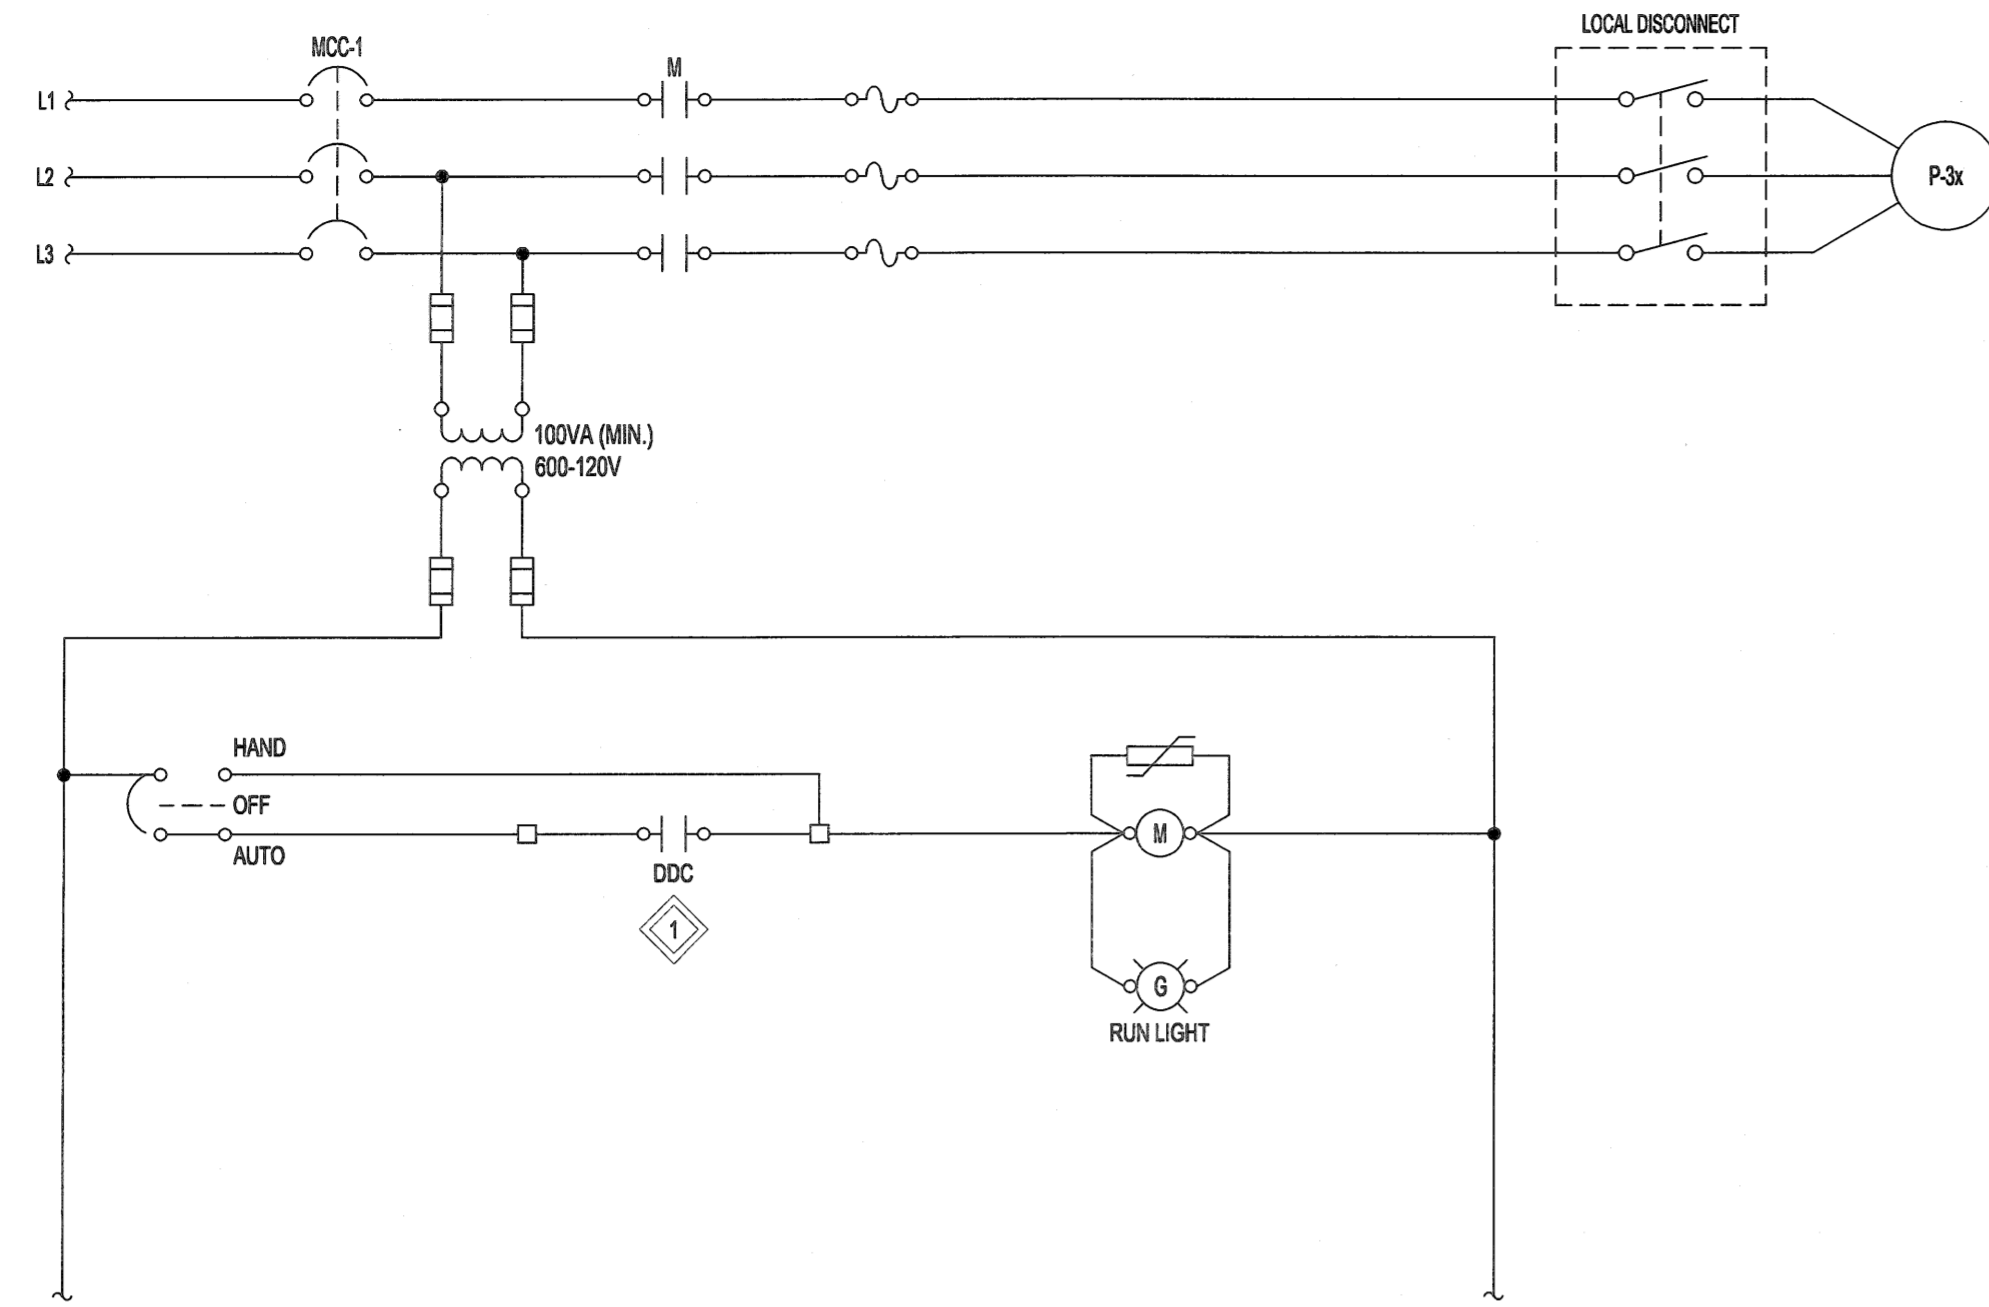 LOCAL DISCONNECT
MCC-1
M
L1
L2
P-3x
L3
100VA (MIN.)
600-120V
HAND
OFF
AUTO
M
DDC
1
G
RUN LIGHT